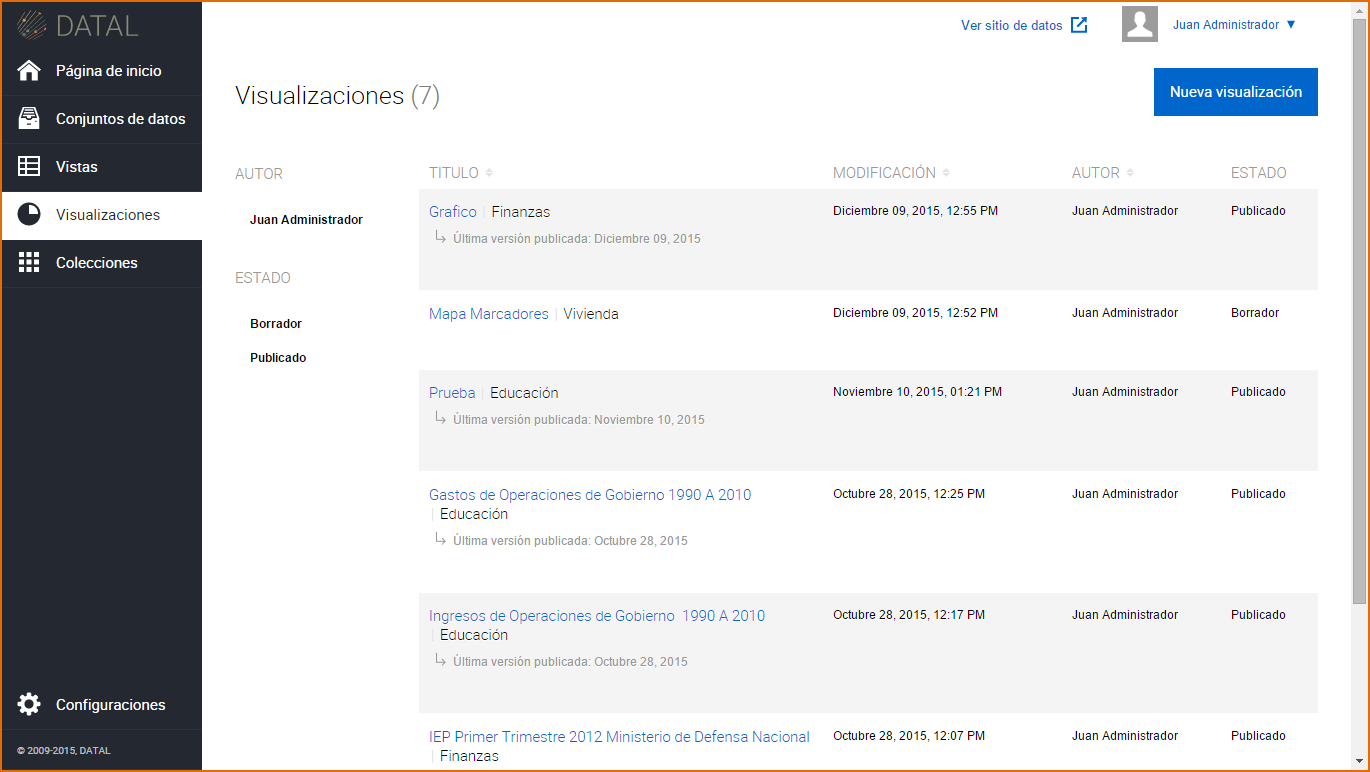 DATAL
Ver sitio de datos
Juan Administrador ▼
Página de inicio
Conjuntos de datos
Vistas
Visualizaciones
Colecciones
Configuraciones
© 2009-2015, DATAL
Visualizaciones (7)
Nueva visualización
AUTOR
Juan Administrador
ESTADO
Borrador
Publicado
TITULO MODIFICACIÓN AUTOR ESTADO
Grafico | Finanzas Diciembre 09, 2015, 12:55 PM Juan Administrador Publicado
Última versión publicada: Diciembre 09, 2015
Mapa Marcadores | Vivienda Diciembre 09, 2015, 12:52 PM Juan Administrador Borrador
Prueba | Educación Noviembre 10, 2015, 01:21 PM Juan Administrador Publicado
Última versión publicada: Noviembre 10, 2015
Gastos de Operaciones de Gobierno 1990 A 2010 Octubre 28, 2015, 12:25 PM Juan Administrador Publicado
| Educación
Última versión publicada: Octubre 28, 2015
Ingresos de Operaciones de Gobierno 1990 A 2010 Octubre 28, 2015, 12:17 PM Juan Administrador Publicado
| Educación
Última versión publicada: Octubre 28, 2015
IEP Primer Trimestre 2012 Ministerio de Defensa Nacional Octubre 28, 2015, 12:07 PM Juan Administrador Publicado
| Finanzas